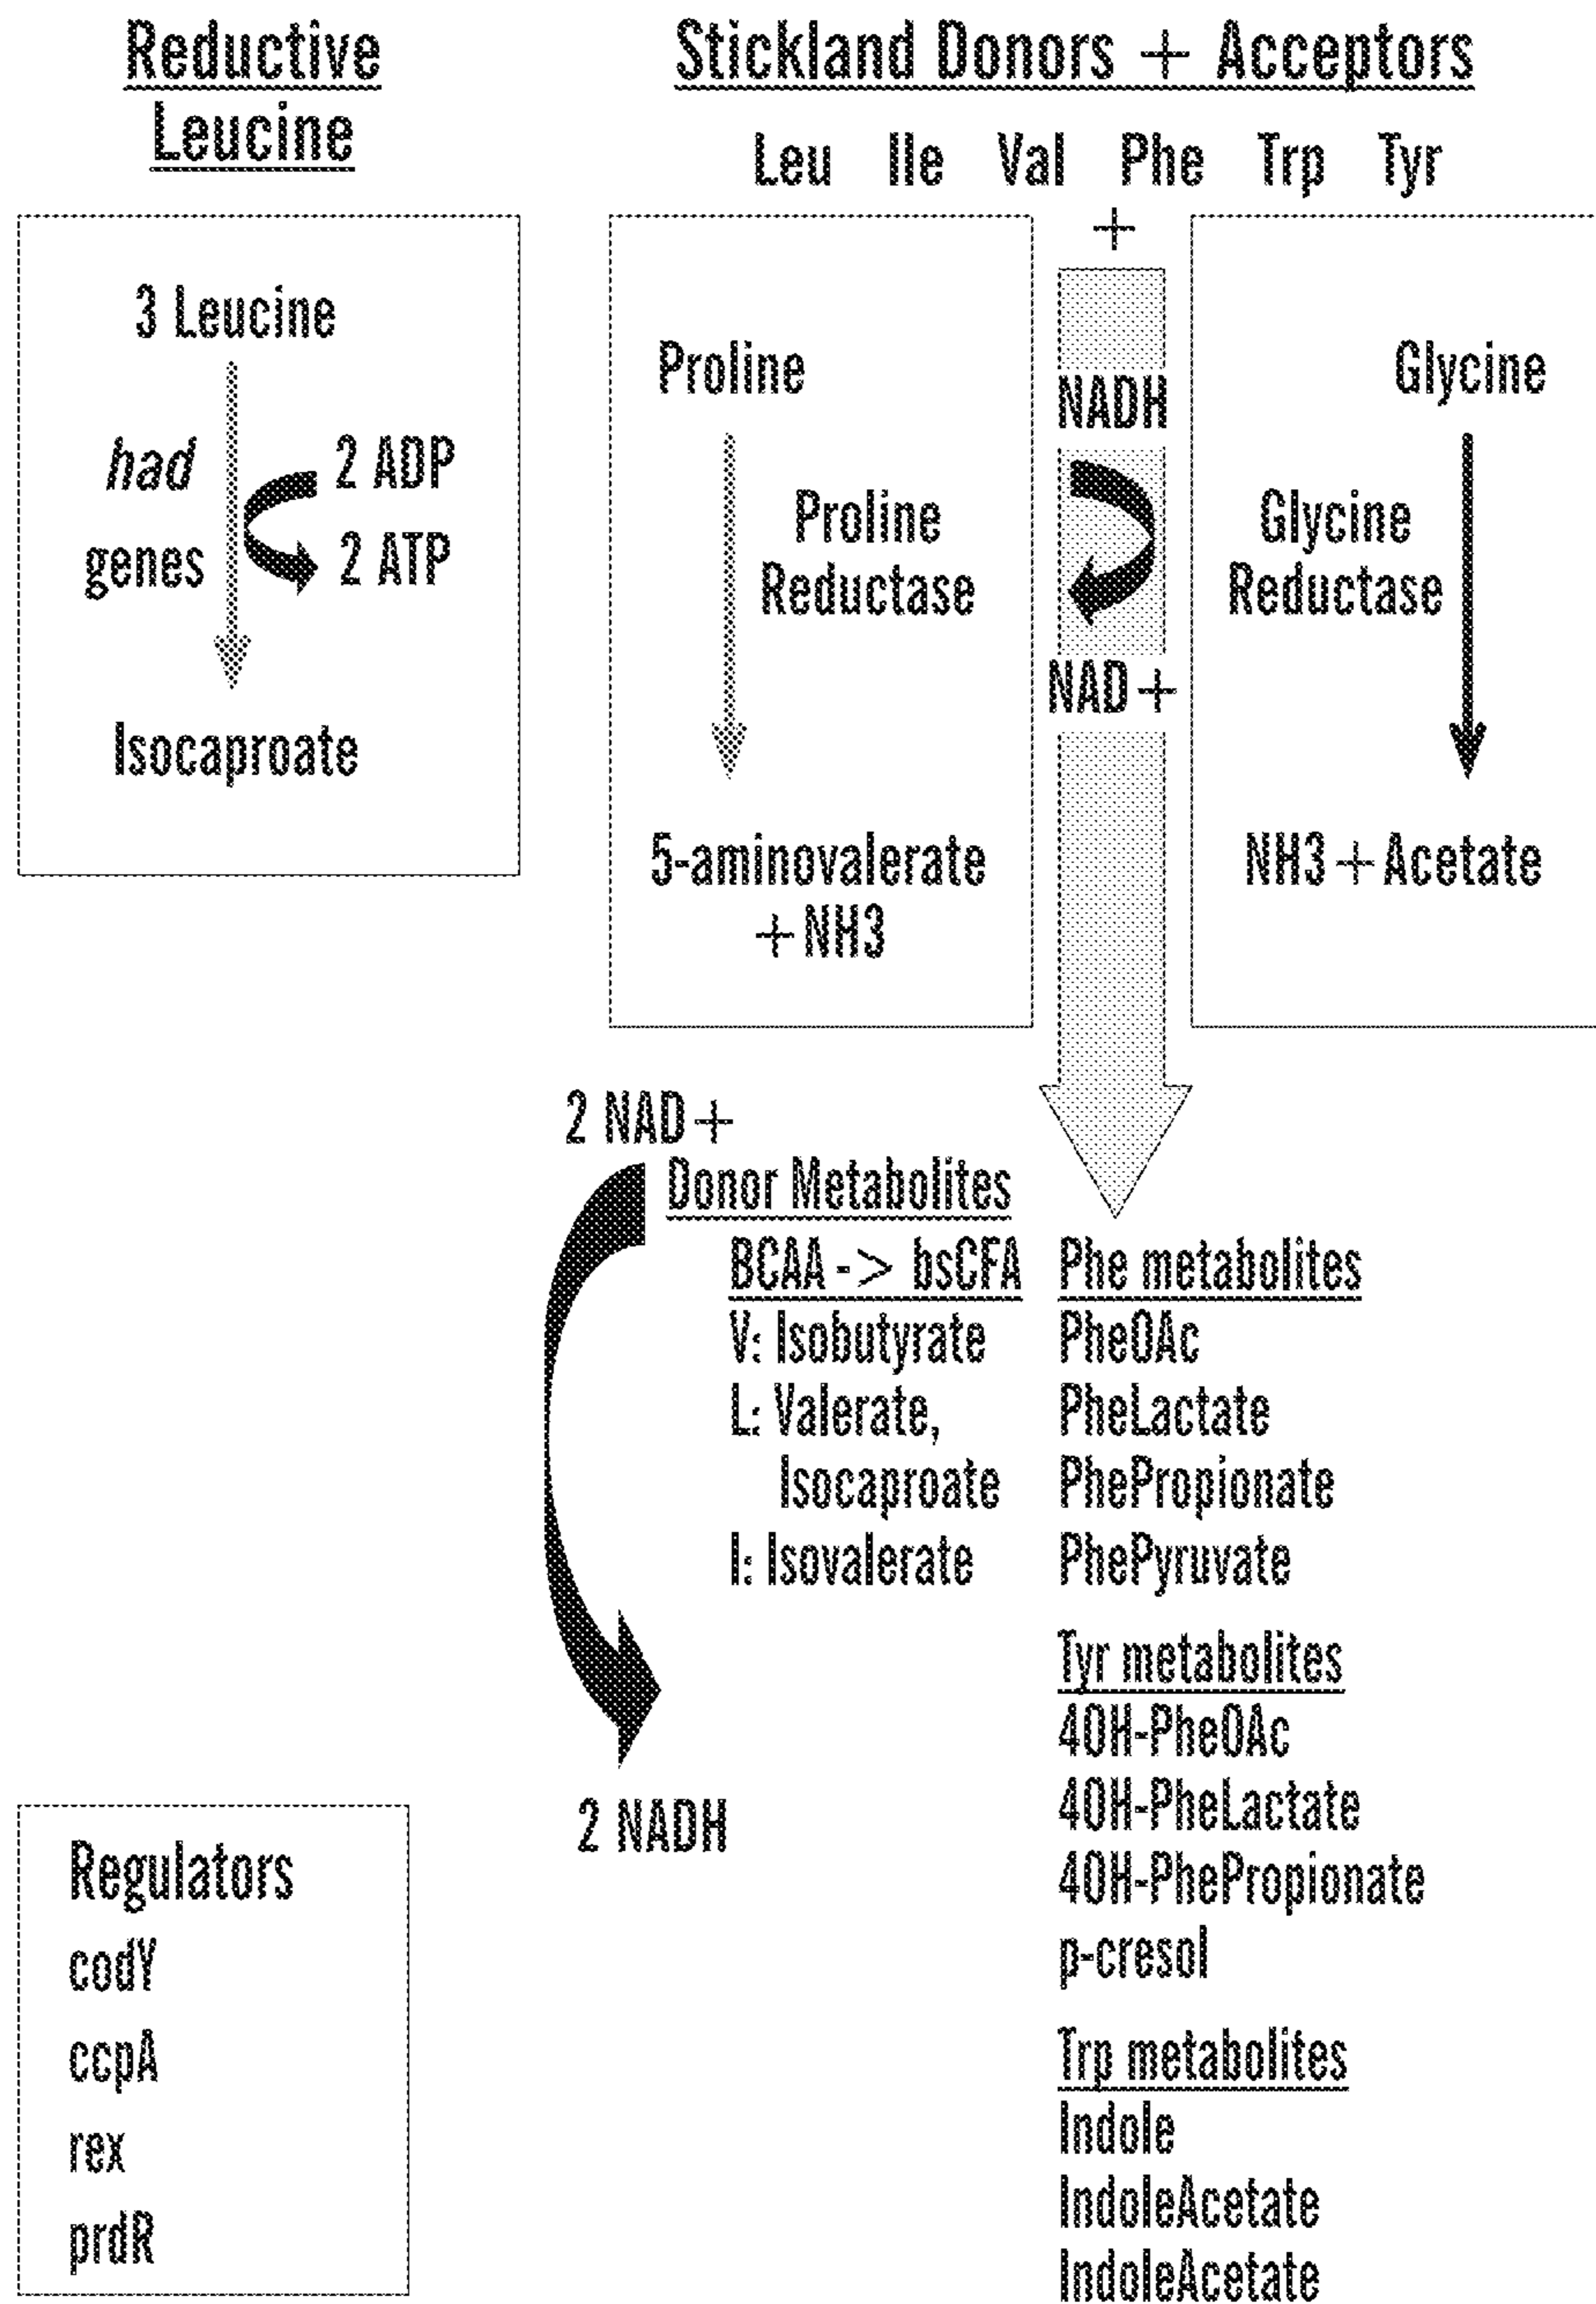 Reductive
Leucine
3 Leucine
had
genes
2 ADP
2 ATP
Isocaproate
Stickland Donors + Acceptors
Leu Ile Val Phe Trp Tyr
+
Proline
Proline
Reductase
5-aminovalerate
+ NH3
NADH
NAD+
Glycine
Glycine
Reductase
NH3 + Acetate
2 NAD+
2 NADH
Donor Metabolites
BCAA -> bsCFA
V: Isobutyrate
L: Valerate,
Isocaproate
I: Isovalerate
Phe metabolites
PheOAc
PheLactate
PhePropionate
PhePyruvate
Tyr metabolites
4OH-PheOAc
4OH-PheLactate
4OH-PhePropionate
p-cresol
Trp metabolites
Indole
IndoleAcetate
IndoleAcetate
Regulators
codY
ccpA
rex
prdR